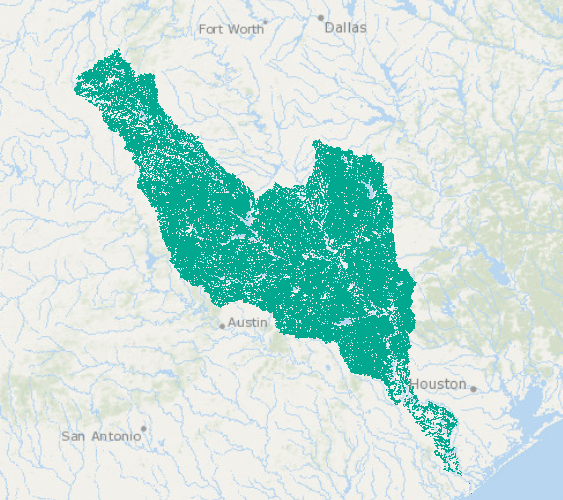 Fort Worth
Dallas
Austin
Houston
San Antonio